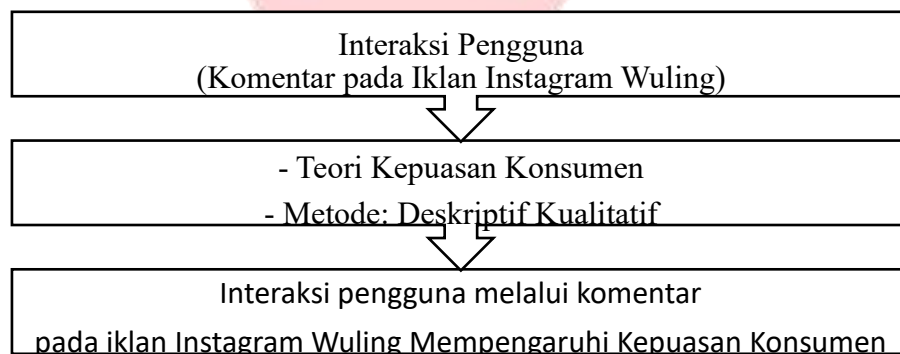 Interaksi Pengguna
(Komentar pada Iklan Instagram Wuling)
- Teori Kepuasan Konsumen
- Metode: Deskriptif Kualitatif
Interaksi pengguna melalui komentar
pada iklan Instagram Wuling Mempengaruhi Kepuasan Konsumen